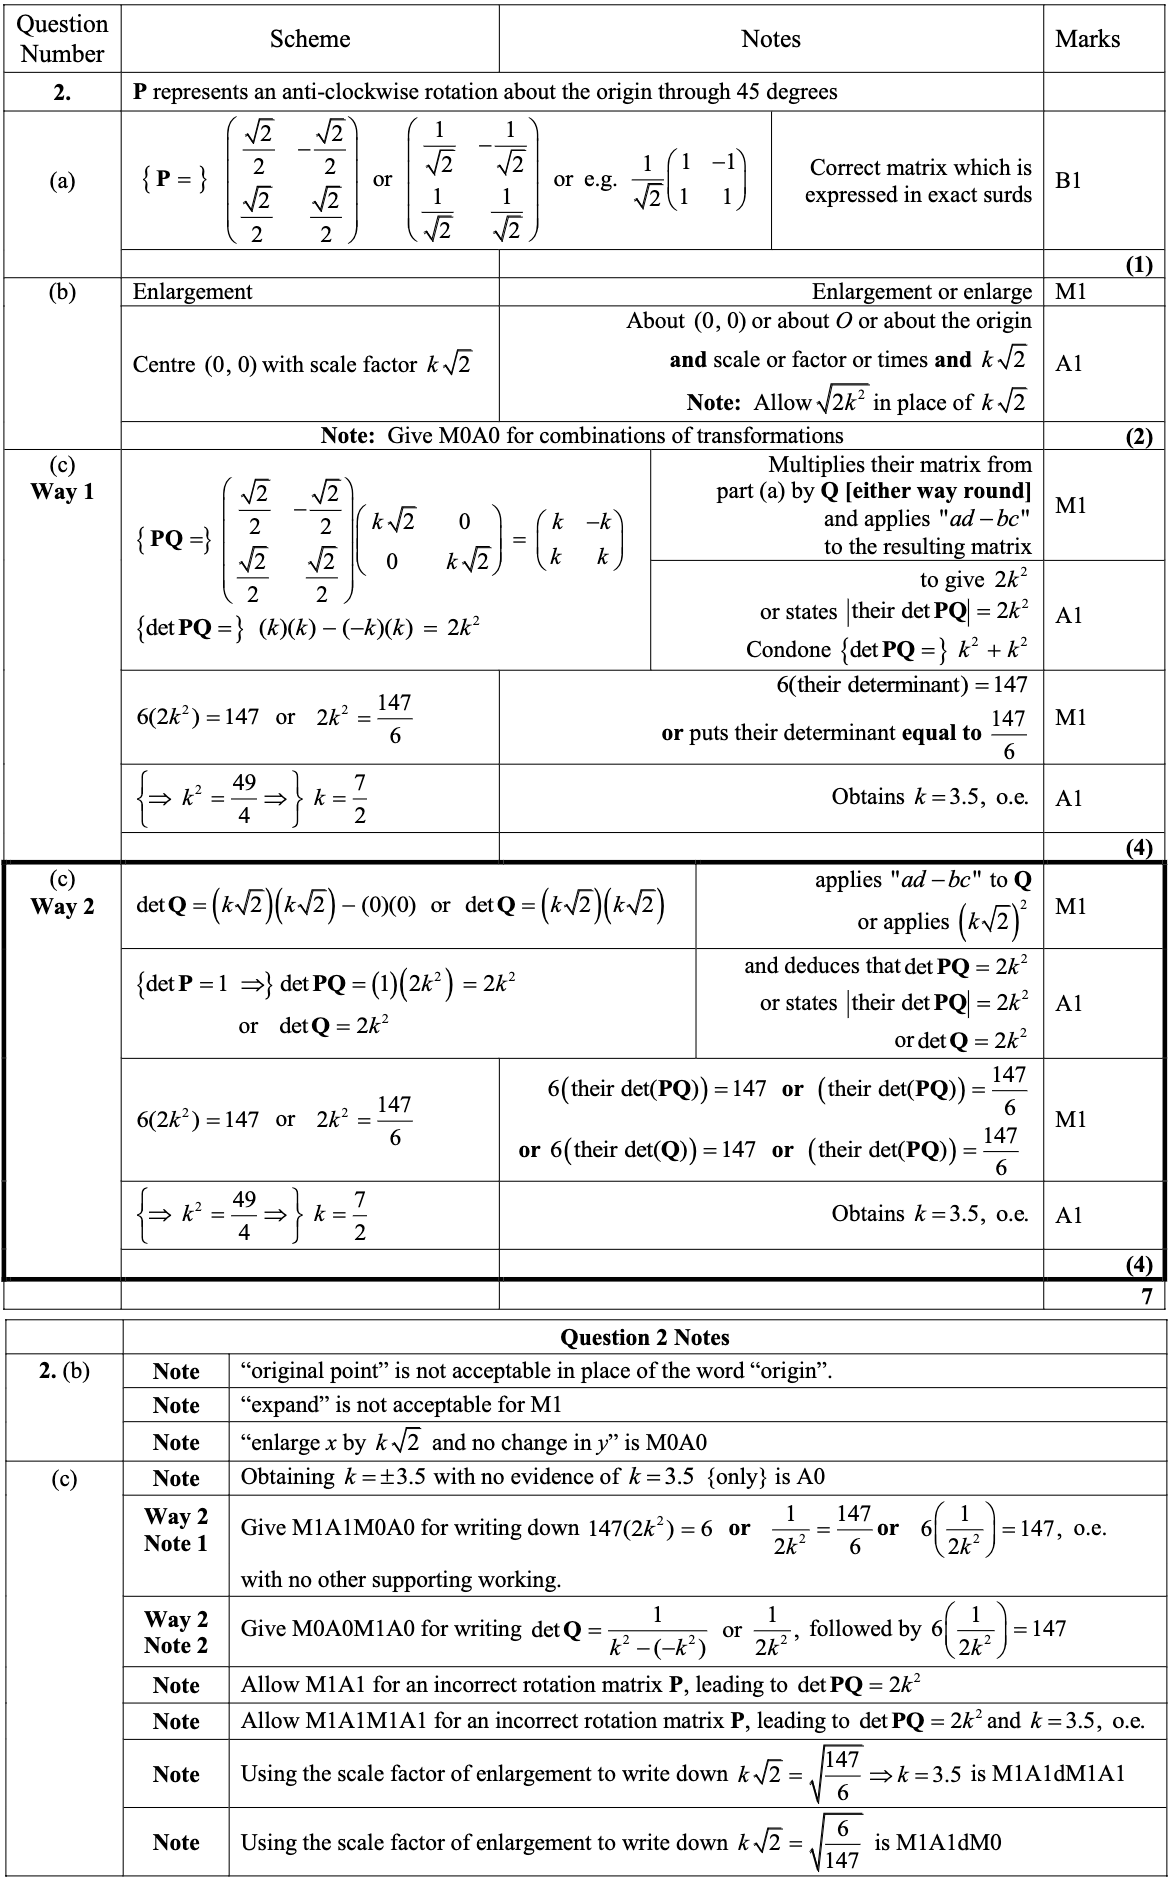 Question Number	Scheme	Notes	Marks
2.	P represents an anti-clockwise rotation about the origin through 45 degrees
(a)	{P =} $\begin{pmatrix} \frac{\sqrt{2}}{2} & -\frac{\sqrt{2}}{2} \\ \frac{\sqrt{2}}{2} & \frac{\sqrt{2}}{2} \end{pmatrix}$ or $\begin{pmatrix} \frac{1}{\sqrt{2}} & -\frac{1}{\sqrt{2}} \\ \frac{1}{\sqrt{2}} & \frac{1}{\sqrt{2}} \end{pmatrix}$ or e.g. $\frac{1}{\sqrt{2}}\begin{pmatrix} 1 & -1 \\ 1 & 1 \end{pmatrix}$	Correct matrix which is expressed in exact surds	B1
(1)
(b)	Enlargement	Enlargement or enlarge	M1
Centre (0, 0) with scale factor $k\sqrt{2}$	About (0, 0) or about O or about the origin
and scale or factor or times and $k\sqrt{2}$	A1
Note: Allow $\sqrt{2k^2}$ in place of $k\sqrt{2}$
Note: Give M0A0 for combinations of transformations	(2)
(c) Way 1	{PQ =} $\begin{pmatrix} \frac{\sqrt{2}}{2} & -\frac{\sqrt{2}}{2} \\ \frac{\sqrt{2}}{2} & \frac{\sqrt{2}}{2} \end{pmatrix}\begin{pmatrix} k\sqrt{2} & 0 \\ 0 & k\sqrt{2} \end{pmatrix} = \begin{pmatrix} k & -k \\ k & k \end{pmatrix}$	Multiplies their matrix from
part (a) by Q [either way round]
and applies "ad – bc"
to the resulting matrix	M1
{det PQ =} $(k)(k) - (-k)(k) = 2k^2$	to give $2k^2$
or states |their det PQ| = $2k^2$	A1
Condone {det PQ =} $k^2 + k^2$
$6(2k^2) = 147$ or $2k^2 = \frac{147}{6}$	6(their determinant) = 147
or puts their determinant equal to $\frac{147}{6}$	M1
$\left\{\Rightarrow k^2 = \frac{49}{4} \Rightarrow\right\} k = \frac{7}{2}$	Obtains k = 3.5, o.e.	A1
(4)
(c) Way 2	$\det Q = (k\sqrt{2})(k\sqrt{2}) - (0)(0)$ or $\det Q = (k\sqrt{2})(k\sqrt{2})$	applies "ad – bc" to Q
or applies $(k\sqrt{2})^2$	M1
{det P = 1 ⇒} det PQ = $(1)(2k^2) = 2k^2$	and deduces that det PQ = $2k^2$
or det Q = $2k^2$	or states |their det PQ| = $2k^2$	A1
or det Q = $2k^2$
$6(2k^2) = 147$ or $2k^2 = \frac{147}{6}$	6(their det(PQ)) = 147 or (their det(PQ)) = $\frac{147}{6}$
or 6(their det(Q)) = 147 or (their det(PQ)) = $\frac{147}{6}$	M1
$\left\{\Rightarrow k^2 = \frac{49}{4} \Rightarrow\right\} k = \frac{7}{2}$	Obtains k = 3.5, o.e.	A1
(4)
7
Question 2 Notes
2. (b)	Note	“original point” is not acceptable in place of the word “origin”.
Note	“expand” is not acceptable for M1
Note	“enlarge x by $k\sqrt{2}$ and no change in y” is M0A0
(c)	Note	Obtaining k = ±3.5 with no evidence of k = 3.5 {only} is A0
Way 2 Note 1	Give M1A1M0A0 for writing down $147(2k^2) = 6$ or $\frac{1}{2k^2} = \frac{147}{6}$ or $6\left(\frac{1}{2k^2}\right) = 147$, o.e.
with no other supporting working.
Way 2 Note 2	Give M0A0M1A0 for writing det Q = $\frac{1}{k^2 - (-k^2)}$ or $\frac{1}{2k^2}$, followed by $6\left(\frac{1}{2k^2}\right) = 147$
Note	Allow M1A1 for an incorrect rotation matrix P, leading to det PQ = $2k^2$
Note	Allow M1A1M1A1 for an incorrect rotation matrix P, leading to det PQ = $2k^2$ and k = 3.5, o.e.
Note	Using the scale factor of enlargement to write down $k\sqrt{2} = \sqrt{\frac{147}{6}} \Rightarrow k = 3.5$ is M1A1dM1A1
Note	Using the scale factor of enlargement to write down $k\sqrt{2} = \sqrt{\frac{6}{147}}$ is M1A1dM0